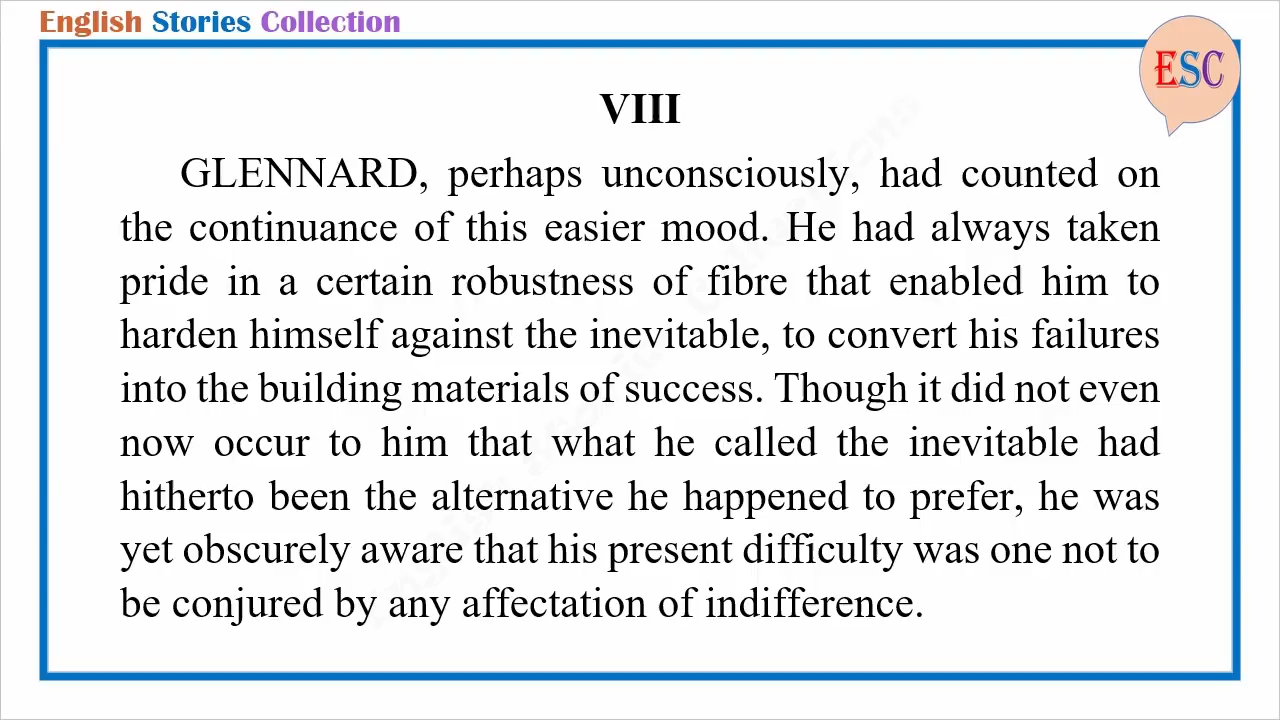 English Stories Collection
ESC
VIII
GLENNARD, perhaps unconsciously, had counted on
the continuance of this easier mood. He had always taken
pride in a certain robustness of fibre that enabled him to
harden himself against the inevitable, to convert his failures
into the building materials of success. Though it did not even
now occur to him that what he called the inevitable had
hitherto been the alternative he happened to prefer, he was
yet obscurely aware that his present difficulty was one not to
be conjured by any affectation of indifference.